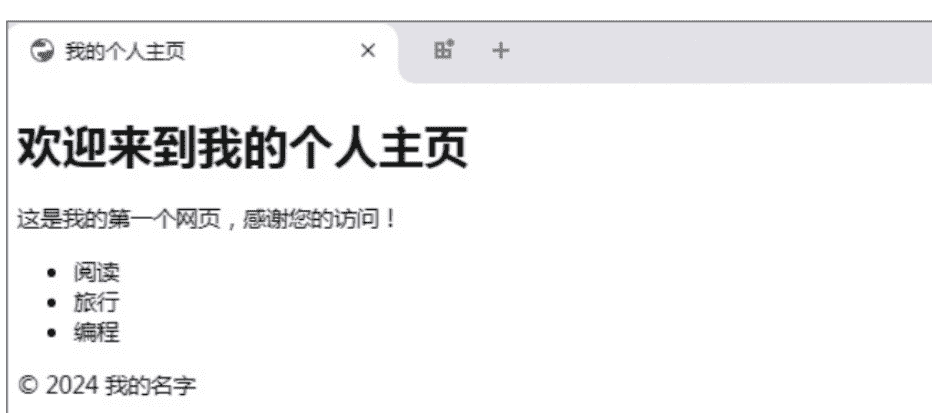 我的个人主页
欢迎来到我的个人主页
这是我的第一个网页，感谢您的访问！
阅读
旅行
编程
© 2024 我的名字